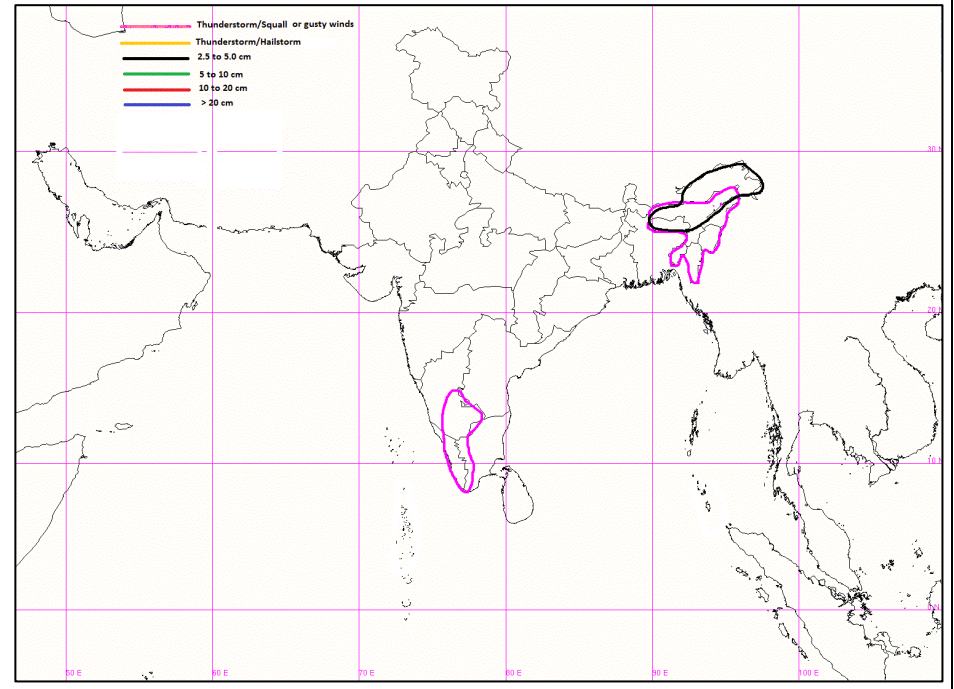 Thunderstorm/Squall or gusty winds
Thunderstorm/Hailstorm
2.5 to 5.0 cm
5 to 10 cm
10 to 20 cm
> 20 cm
30 N
20 N
10 N
50 E
60 E
70 E
80 E
90 E
100 E